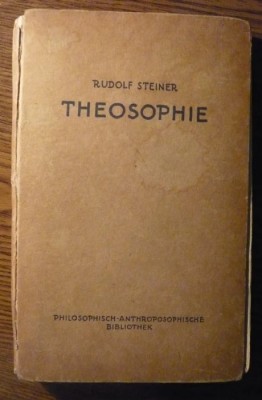 RUDOLF STEINER
THEOSOPHIE
PHILOSOPHISCH-ANTHROPOSOPHISCHE
BIBLIOTHEK